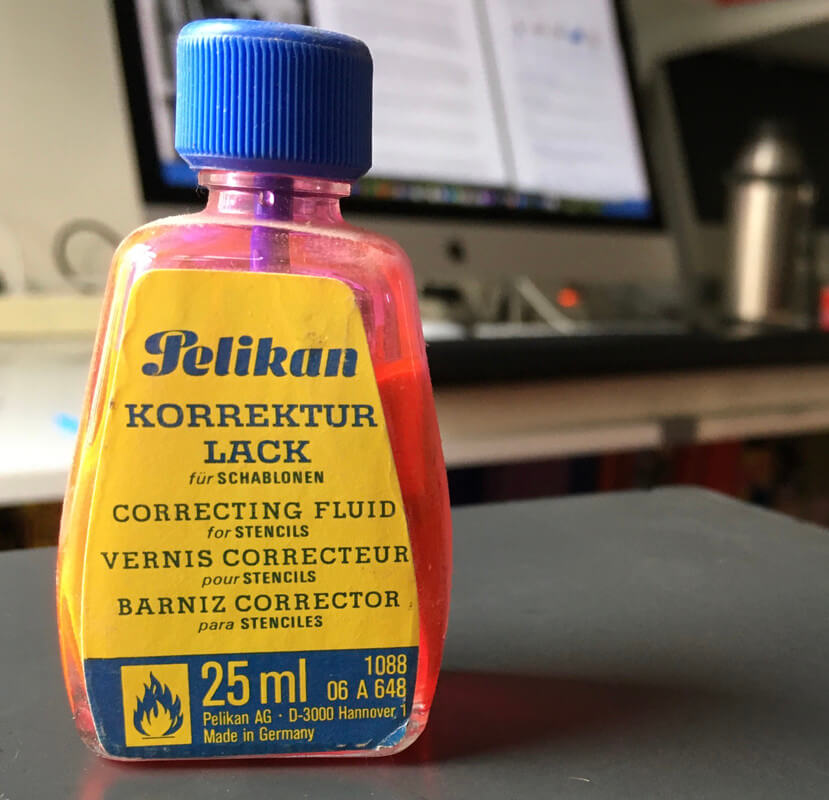 Pelikan
KORREKTUR
LACK
für SCHABLONEN
CORRECTING FLUID
for STENCILS
VERNIS CORRECTEUR
pour STENCILS
BARNIZ CORRECTOR
para STENCILES
25 ml
1088
06 A 648
Pelikan AG · D-3000 Hannover 1
Made in Germany